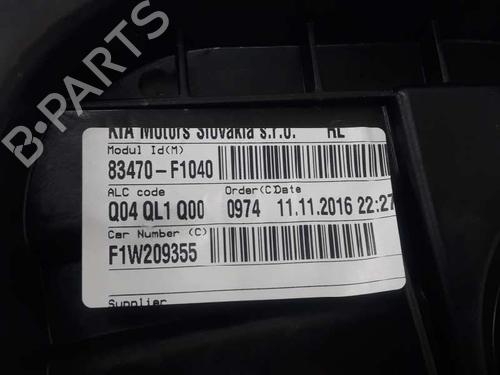 KIA Motors Slovakia s.r.o. RL
Modul Id(M)
83470-F1040
ALC code Order(C)Date
Q04 QL1 Q00 0974 11.11.2016 22:27
Car Number (C)
F1W209355
Supplier